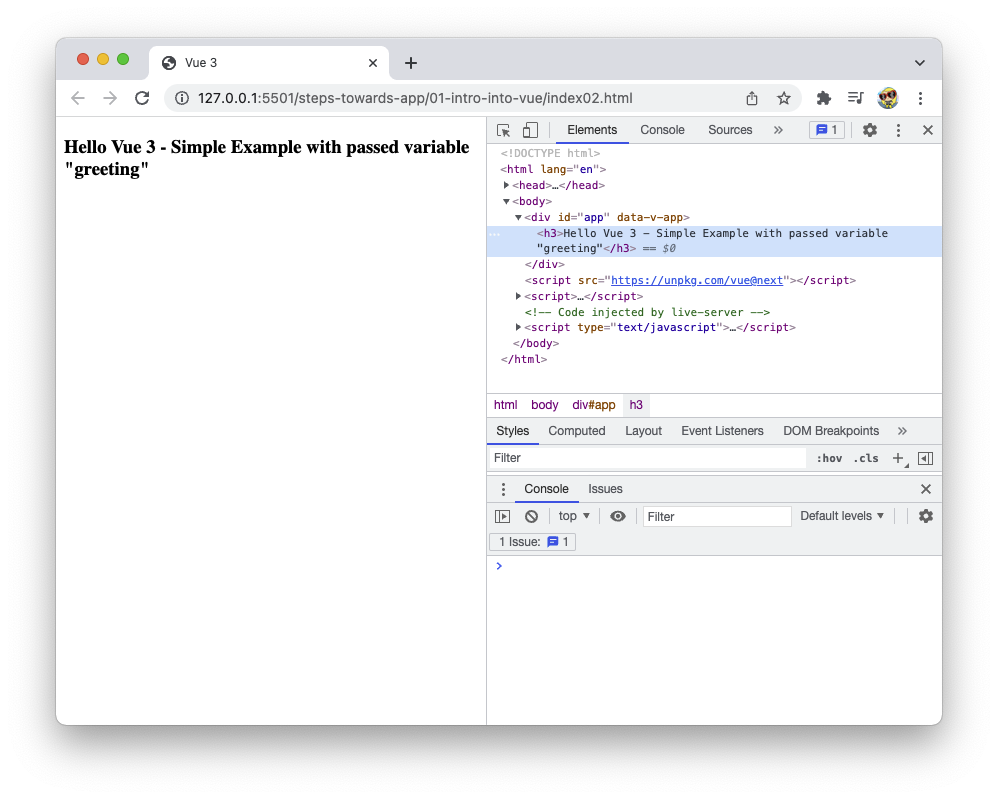 Vue 3
127.0.0.1:5501/steps-towards-app/01-intro-into-vue/index02.html
Hello Vue 3 - Simple Example with passed variable
"greeting"
Elements Console Sources » 1
<!DOCTYPE html>
<html lang="en">
<head>…</head>
<body>
<div id="app" data-v-app>
<h3>Hello Vue 3 - Simple Example with passed variable
"greeting"</h3> == $0
</div>
<script src="https://unpkg.com/vue@next"></script>
<script>…</script>
<!-- Code injected by live-server -->
<script type="text/javascript">…</script>
</body>
</html>
html body div#app h3
Styles Computed Layout Event Listeners DOM Breakpoints »
Filter :hov .cls +
Console Issues
top Filter Default levels
1 Issue: 1